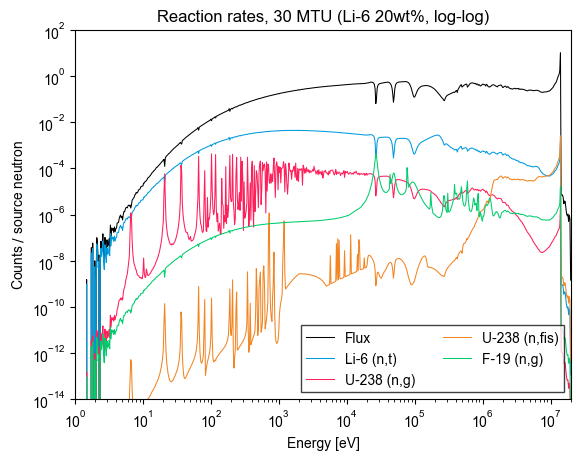 Reaction rates, 30 MTU (Li-6 20wt%, log-log)
Counts / source neutron
10^2
10^0
10^−2
10^−4
10^−6
10^−8
10^−10
10^−12
10^−14
Flux
Li-6 (n,t)
U-238 (n,g)
U-238 (n,fis)
F-19 (n,g)
10^0 10^1 10^2 10^3 10^4 10^5 10^6 10^7
Energy [eV]